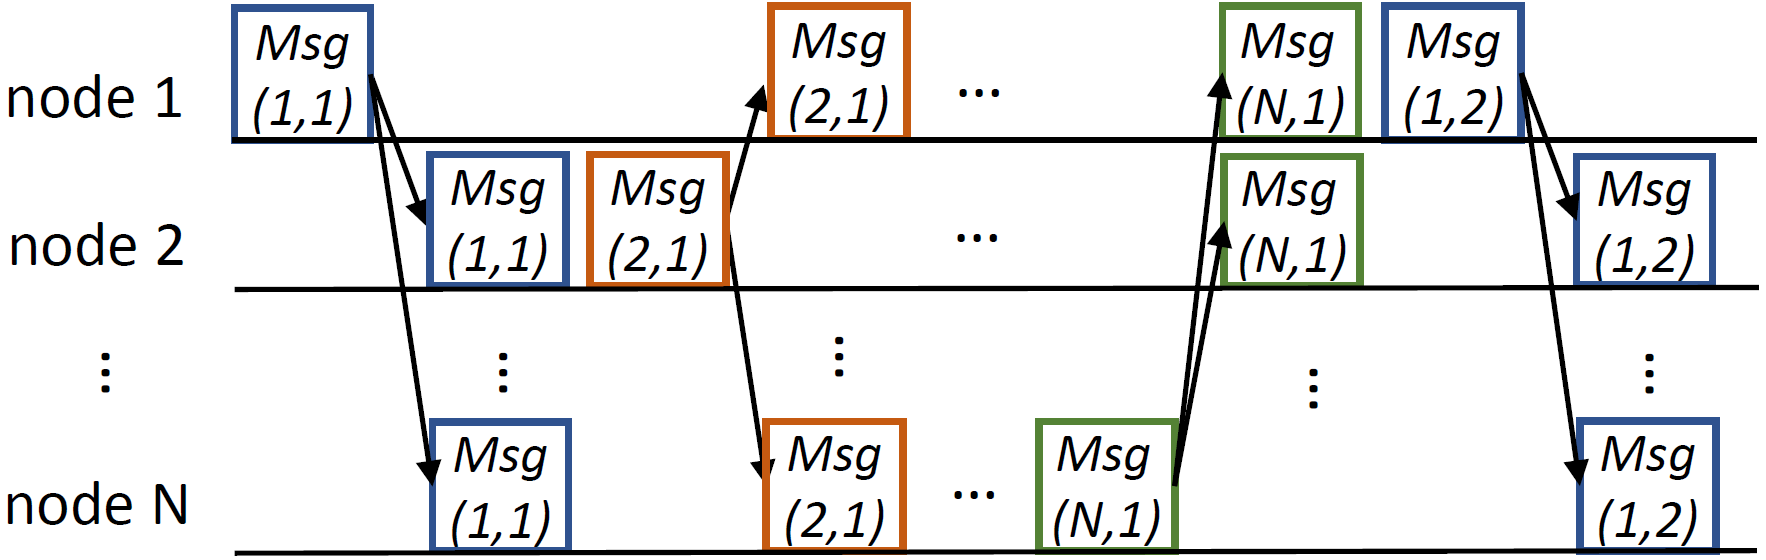 node 1
Msg
(1,1)
Msg
(2,1)
...
Msg
(N,1)
Msg
(1,2)
node 2
Msg
(1,1)
Msg
(2,1)
...
Msg
(N,1)
Msg
(1,2)
...
...
...
...
...
node N
Msg
(1,1)
Msg
(2,1)
...
Msg
(N,1)
Msg
(1,2)